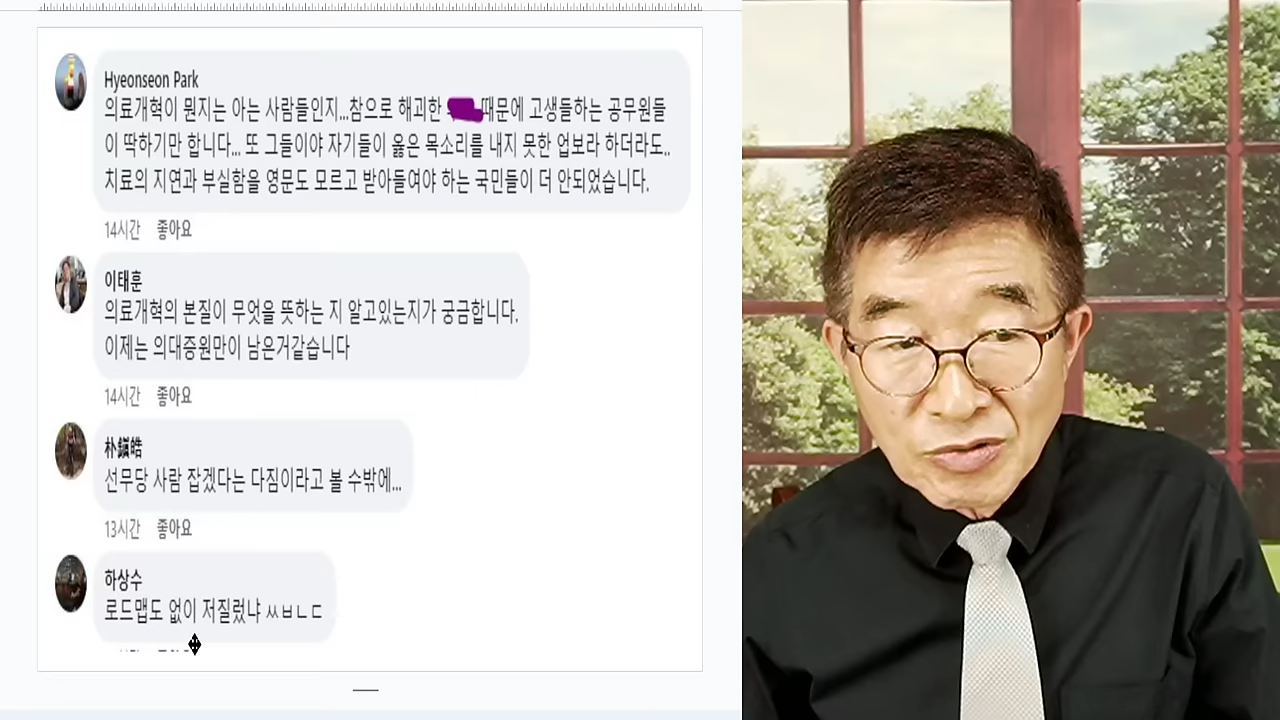 Hyeonseon Park
의료개혁이 뭔지는 아는 사람들인지...참으로 해괴한 때문에 고생들하는 공무원들
이 딱하기만 합니다... 또 그들이야 자기들이 옳은 목소리를 내지 못한 업보라 하더라도..
치료의 지연과 부실함을 영문도 모르고 받아들여야 하는 국민들이 더 안되었습니다.
14시간 좋아요
이태훈
의료개혁의 본질이 무엇을 뜻하는 지 알고있는지가 궁금합니다.
이제는 의대증원만이 남은거같습니다
14시간 좋아요
朴鎭皓
선무당 사람 잡겠다는 다짐이라고 볼 수밖에...
13시간 좋아요
하상수
로드맵도 없이 저질렀냐 ㅆㅂㄴㄷ